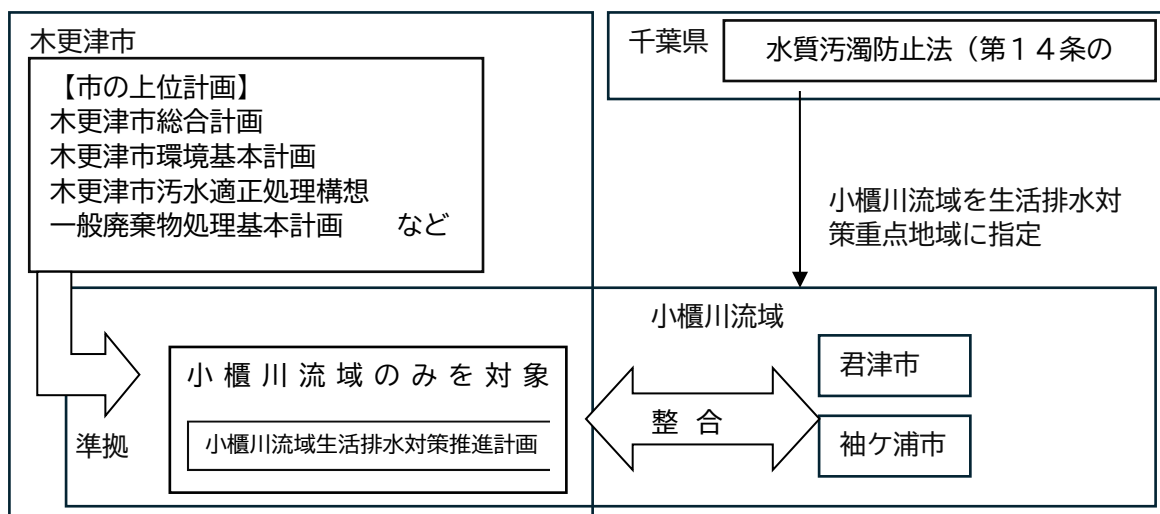 木更津市
【市の上位計画】
木更津市総合計画
木更津市環境基本計画
木更津市汚水適正処理構想
一般廃棄物処理基本計画　　など
千葉県
水質汚濁防止法（第１４条の
小櫃川流域を生活排水対
策重点地域に指定
小櫃川流域
小櫃川流域のみを対象
小櫃川流域生活排水対策推進計画
準拠
整合
君津市
袖ケ浦市